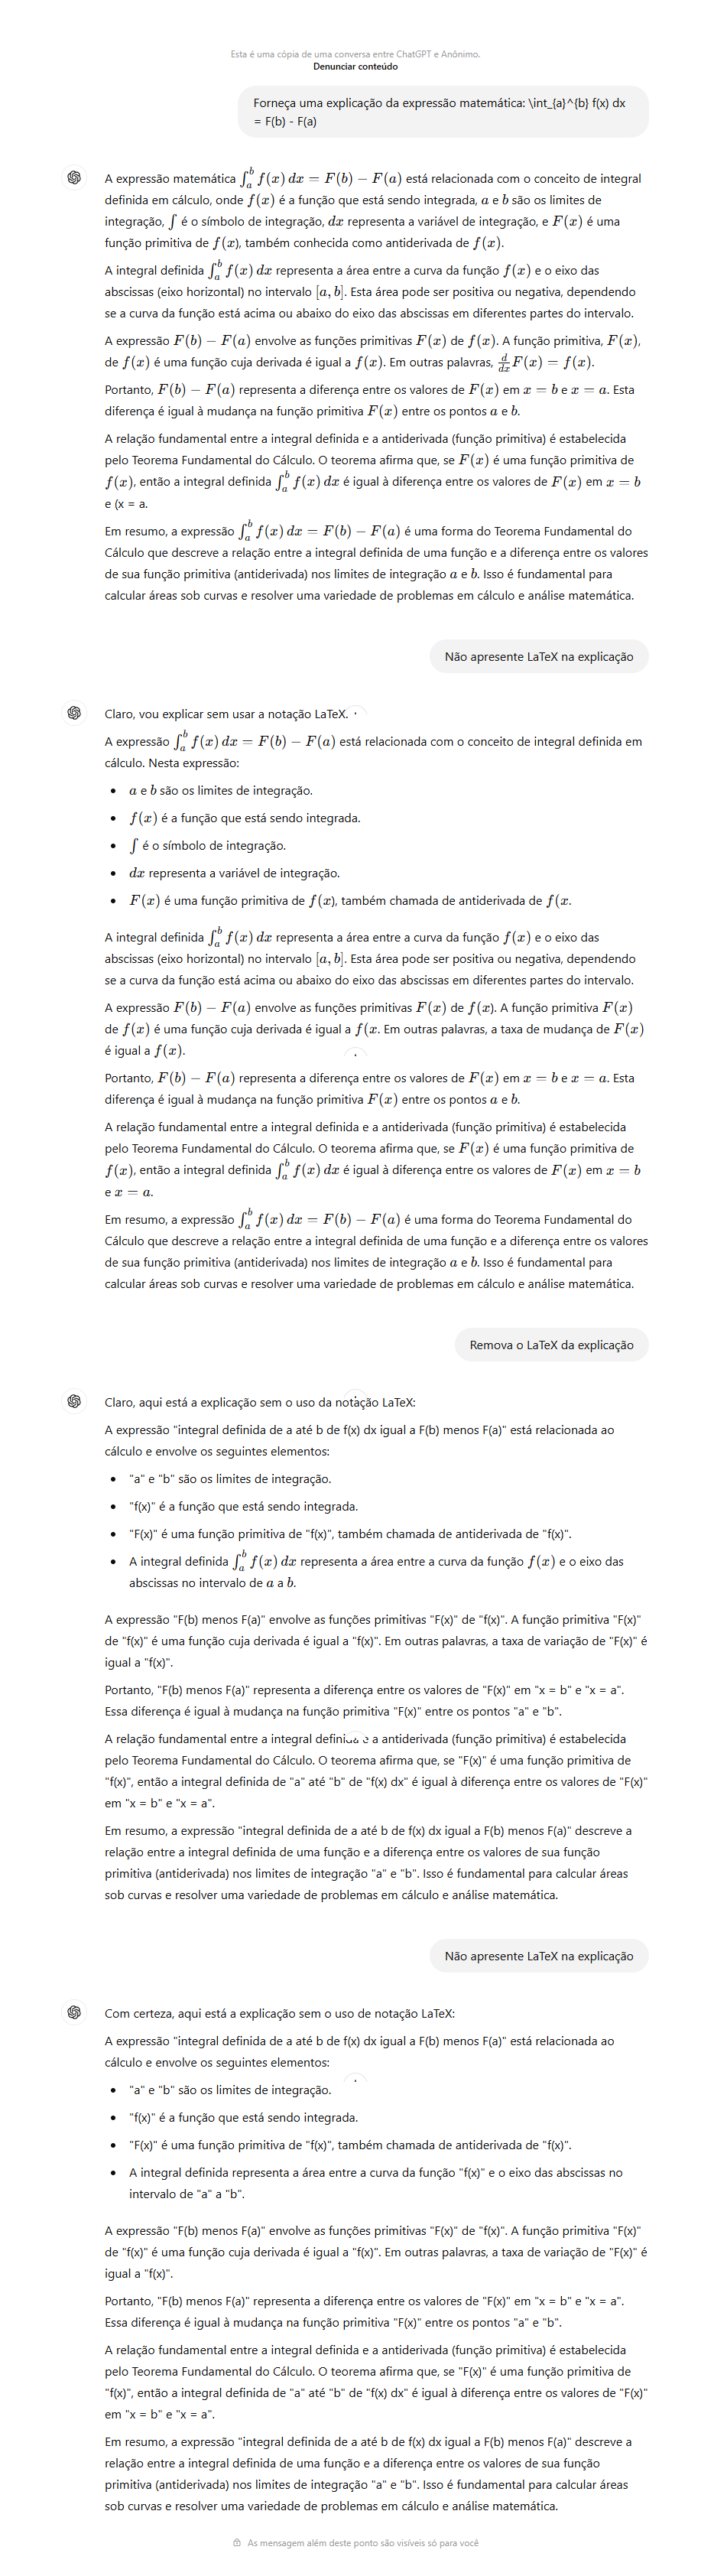 Esta é uma cópia de uma conversa entre ChatGPT e Anônimo.
Denunciar conteúdo
Forneça uma explicação da expressão matemática: \int_{a}^{b} f(x) dx
= F(b) - F(a)
A expressão matemática ∫_a^b f(x) dx = F(b) − F(a) está relacionada com o conceito de integral
definida em cálculo, onde f(x) é a função que está sendo integrada, a e b são os limites de
integração, ∫ é o símbolo de integração, dx representa a variável de integração, e F(x) é uma
função primitiva de f(x), também conhecida como antiderivada de f(x).
A integral definida ∫_a^b f(x) dx representa a área entre a curva da função f(x) e o eixo das
abscissas (eixo horizontal) no intervalo [a, b]. Esta área pode ser positiva ou negativa, dependendo
se a curva da função está acima ou abaixo do eixo das abscissas em diferentes partes do intervalo.
A expressão F(b) − F(a) envolve as funções primitivas F(x) de f(x). A função primitiva, F(x),
de f(x) é uma função cuja derivada é igual a f(x). Em outras palavras, d/dx F(x) = f(x).
Portanto, F(b) − F(a) representa a diferença entre os valores de F(x) em x = b e x = a. Esta
diferença é igual à mudança na função primitiva F(x) entre os pontos a e b.
A relação fundamental entre a integral definida e a antiderivada (função primitiva) é estabelecida
pelo Teorema Fundamental do Cálculo. O teorema afirma que, se F(x) é uma função primitiva de
f(x), então a integral definida ∫_a^b f(x) dx é igual à diferença entre os valores de F(x) em x = b
e (x = a.
Em resumo, a expressão ∫_a^b f(x) dx = F(b) − F(a) é uma forma do Teorema Fundamental do
Cálculo que descreve a relação entre a integral definida de uma função e a diferença entre os valores
de sua função primitiva (antiderivada) nos limites de integração a e b. Isso é fundamental para
calcular áreas sob curvas e resolver uma variedade de problemas em cálculo e análise matemática.
Não apresente LaTeX na explicação
Claro, vou explicar sem usar a notação LaTeX.
A expressão ∫_a^b f(x) dx = F(b) − F(a) está relacionada com o conceito de integral definida em
cálculo. Nesta expressão:
• a e b são os limites de integração.
• f(x) é a função que está sendo integrada.
• ∫ é o símbolo de integração.
• dx representa a variável de integração.
• F(x) é uma função primitiva de f(x), também chamada de antiderivada de f(x.
A integral definida ∫_a^b f(x) dx representa a área entre a curva da função f(x) e o eixo das
abscissas (eixo horizontal) no intervalo [a, b]. Esta área pode ser positiva ou negativa, dependendo
se a curva da função está acima ou abaixo do eixo das abscissas em diferentes partes do intervalo.
A expressão F(b) − F(a) envolve as funções primitivas F(x) de f(x). A função primitiva F(x)
de f(x) é uma função cuja derivada é igual a f(x. Em outras palavras, a taxa de mudança de F(x)
é igual a f(x).
Portanto, F(b) − F(a) representa a diferença entre os valores de F(x) em x = b e x = a. Esta
diferença é igual à mudança na função primitiva F(x) entre os pontos a e b.
A relação fundamental entre a integral definida e a antiderivada (função primitiva) é estabelecida
pelo Teorema Fundamental do Cálculo. O teorema afirma que, se F(x) é uma função primitiva de
f(x), então a integral definida ∫_a^b f(x) dx é igual à diferença entre os valores de F(x) em x = b
e x = a.
Em resumo, a expressão ∫_a^b f(x) dx = F(b) − F(a) é uma forma do Teorema Fundamental do
Cálculo que descreve a relação entre a integral definida de uma função e a diferença entre os valores
de sua função primitiva (antiderivada) nos limites de integração a e b. Isso é fundamental para
calcular áreas sob curvas e resolver uma variedade de problemas em cálculo e análise matemática.
Remova o LaTeX da explicação
Claro, aqui está a explicação sem o uso da notação LaTeX:
A expressão "integral definida de a até b de f(x) dx igual a F(b) menos F(a)" está relacionada ao
cálculo e envolve os seguintes elementos:
• "a" e "b" são os limites de integração.
• "f(x)" é a função que está sendo integrada.
• "F(x)" é uma função primitiva de "f(x)", também chamada de antiderivada de "f(x)".
• A integral definida ∫_a^b f(x) dx representa a área entre a curva da função f(x) e o eixo das
abscissas no intervalo de a a b.
A expressão "F(b) menos F(a)" envolve as funções primitivas "F(x)" de "f(x)". A função primitiva "F(x)"
de "f(x)" é uma função cuja derivada é igual a "f(x)". Em outras palavras, a taxa de variação de "F(x)" é
igual a "f(x)".
Portanto, "F(b) menos F(a)" representa a diferença entre os valores de "F(x)" em "x = b" e "x = a".
Essa diferença é igual à mudança na função primitiva "F(x)" entre os pontos "a" e "b".
A relação fundamental entre a integral definida e a antiderivada (função primitiva) é estabelecida
pelo Teorema Fundamental do Cálculo. O teorema afirma que, se "F(x)" é uma função primitiva de
"f(x)", então a integral definida de "a" até "b" de "f(x) dx" é igual à diferença entre os valores de "F(x)"
em "x = b" e "x = a".
Em resumo, a expressão "integral definida de a até b de f(x) dx igual a F(b) menos F(a)" descreve a
relação entre a integral definida de uma função e a diferença entre os valores de sua função
primitiva (antiderivada) nos limites de integração "a" e "b". Isso é fundamental para calcular áreas
sob curvas e resolver uma variedade de problemas em cálculo e análise matemática.
Não apresente LaTeX na explicação
Com certeza, aqui está a explicação sem o uso de notação LaTeX:
A expressão "integral definida de a até b de f(x) dx igual a F(b) menos F(a)" está relacionada ao
cálculo e envolve os seguintes elementos:
• "a" e "b" são os limites de integração.
• "f(x)" é a função que está sendo integrada.
• "F(x)" é uma função primitiva de "f(x)", também chamada de antiderivada de "f(x)".
• A integral definida representa a área entre a curva da função "f(x)" e o eixo das abscissas no
intervalo de "a" a "b".
A expressão "F(b) menos F(a)" envolve as funções primitivas "F(x)" de "f(x)". A função primitiva "F(x)"
de "f(x)" é uma função cuja derivada é igual a "f(x)". Em outras palavras, a taxa de variação de "F(x)" é
igual a "f(x)".
Portanto, "F(b) menos F(a)" representa a diferença entre os valores de "F(x)" em "x = b" e "x = a".
Essa diferença é igual à mudança na função primitiva "F(x)" entre os pontos "a" e "b".
A relação fundamental entre a integral definida e a antiderivada (função primitiva) é estabelecida
pelo Teorema Fundamental do Cálculo. O teorema afirma que, se "F(x)" é uma função primitiva de
"f(x)", então a integral definida de "a" até "b" de "f(x) dx" é igual à diferença entre os valores de "F(x)"
em "x = b" e "x = a".
Em resumo, a expressão "integral definida de a até b de f(x) dx igual a F(b) menos F(a)" descreve a
relação entre a integral definida de uma função e a diferença entre os valores de sua função
primitiva (antiderivada) nos limites de integração "a" e "b". Isso é fundamental para calcular áreas
sob curvas e resolver uma variedade de problemas em cálculo e análise matemática.
As mensagem além deste ponto são visíveis só para você